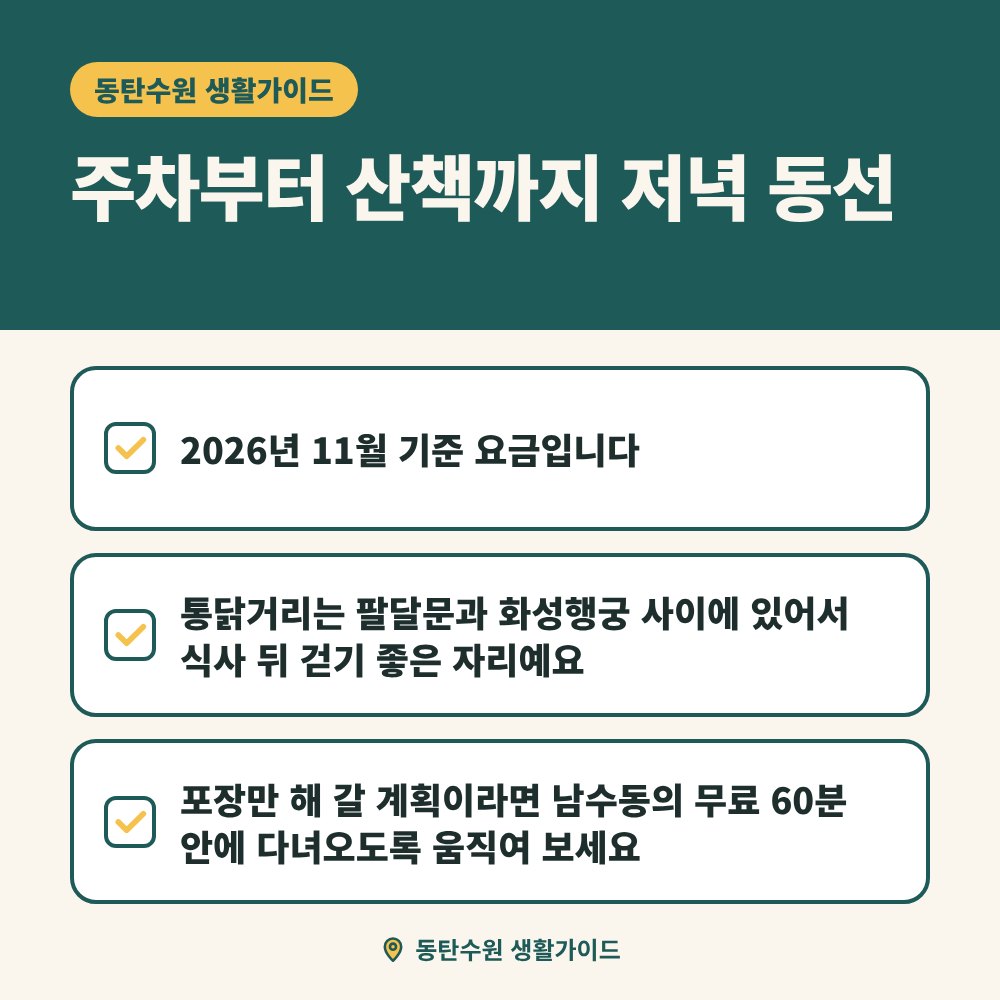 동탄수원 생활가이드
주차부터 산책까지 저녁 동선
2026년 11월 기준 요금입니다
통닭거리는 팔달문과 화성행궁 사이에 있어서
식사 뒤 걷기 좋은 자리예요
포장만 해 갈 계획이라면 남수동의 무료 60분
안에 다녀오도록 움직여 보세요
동탄수원 생활가이드